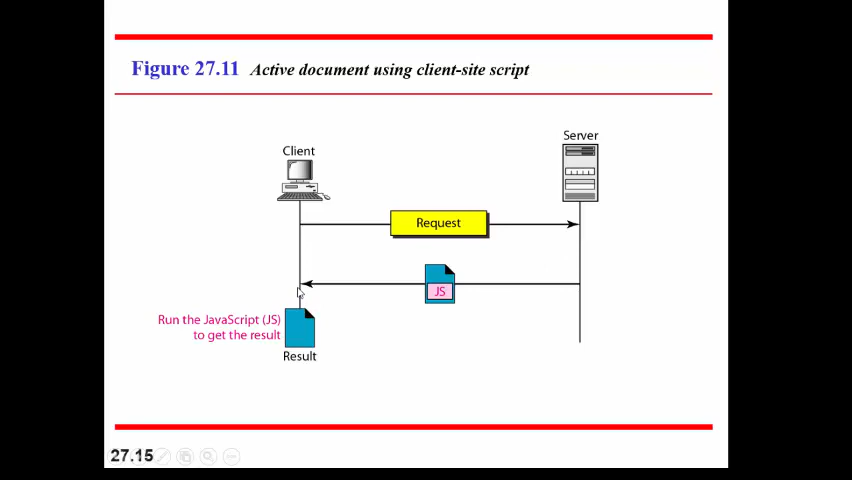 Figure 27.11 Active document using client-site script
Server
Client
Request
JS
Run the JavaScript (JS)
to get the result
Result
27.15